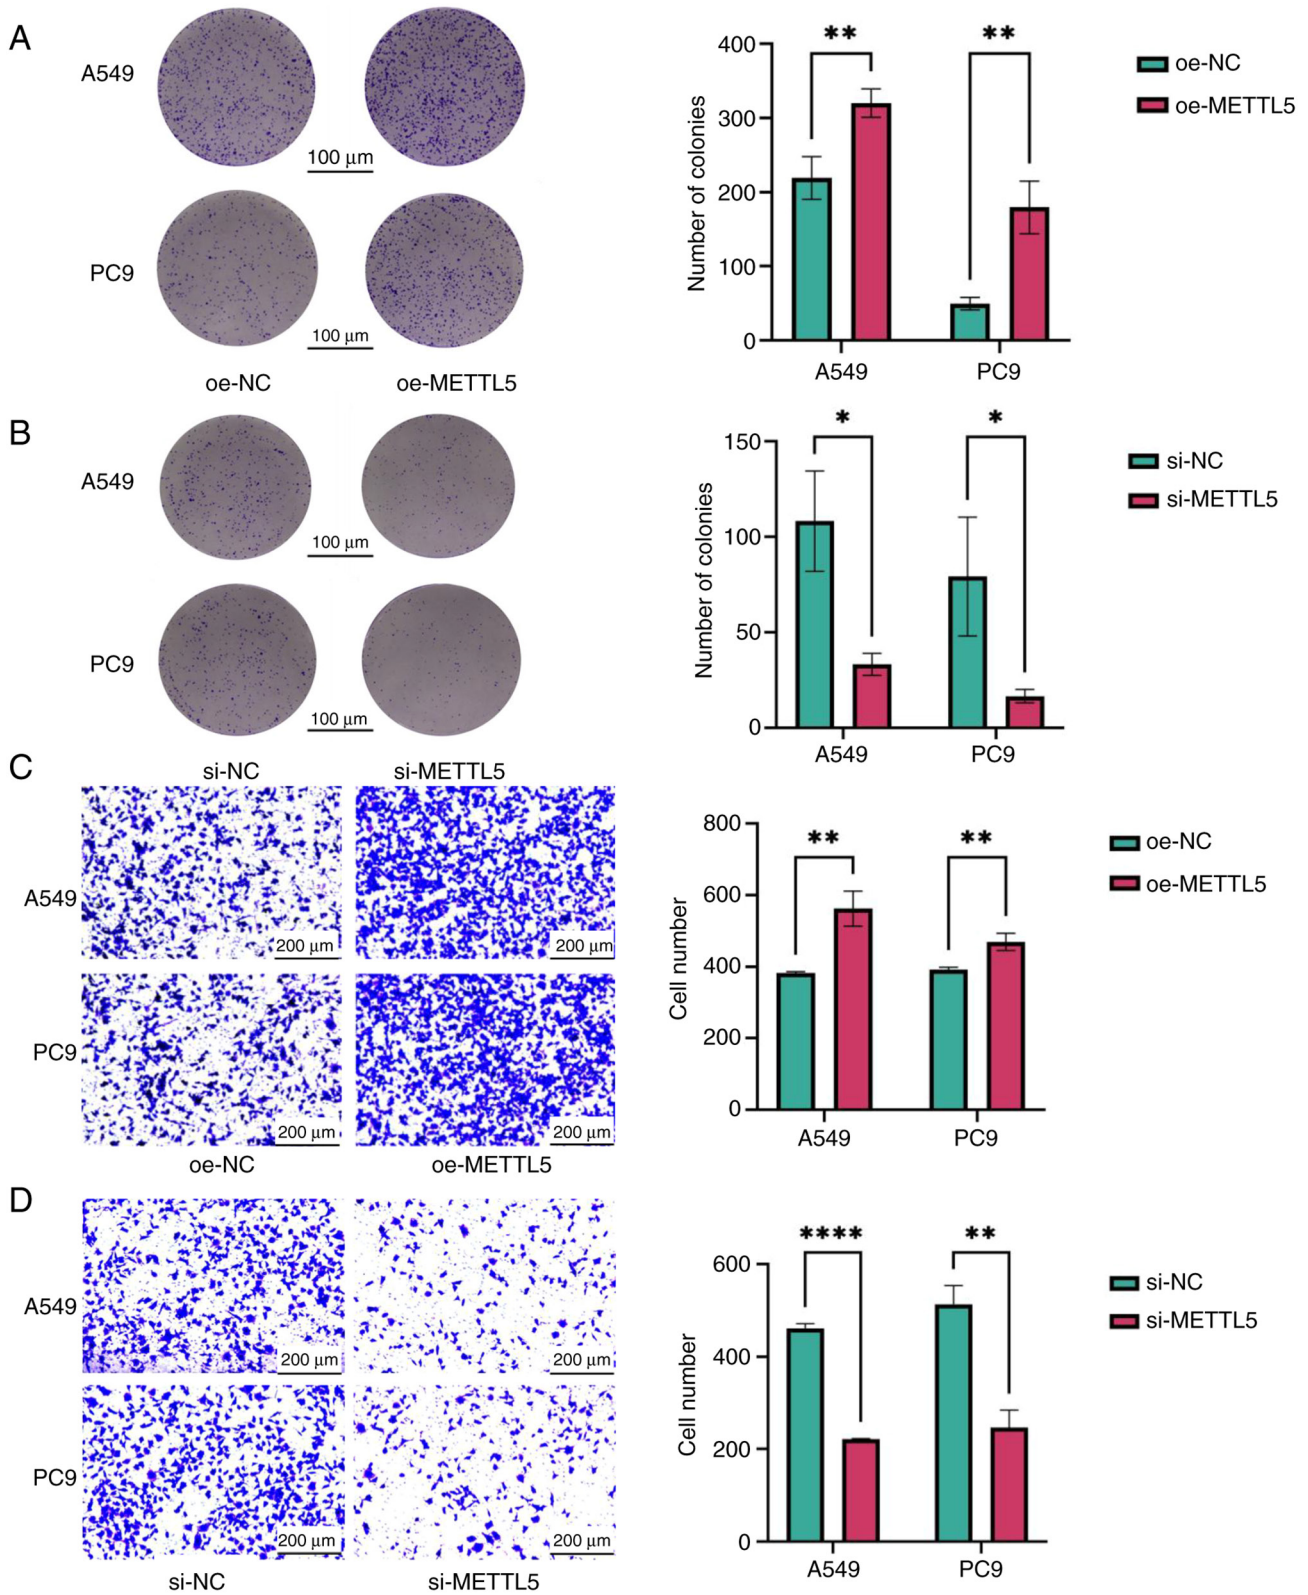 A
A549
100 µm
PC9
100 µm
oe-NC
oe-METTL5
** **
400
300
200
100
0
Number of colonies
A549
PC9
oe-NC
oe-METTL5
B
A549
100 µm
PC9
100 µm
si-NC
si-METTL5
* *
150
100
50
0
Number of colonies
A549
PC9
si-NC
si-METTL5
C
A549
200 µm
200 µm
PC9
200 µm
200 µm
oe-NC
oe-METTL5
** **
800
600
400
200
0
Cell number
A549
PC9
oe-NC
oe-METTL5
D
A549
200 µm
200 µm
PC9
200 µm
200 µm
si-NC
si-METTL5
**** **
600
400
200
0
Cell number
A549
PC9
si-NC
si-METTL5